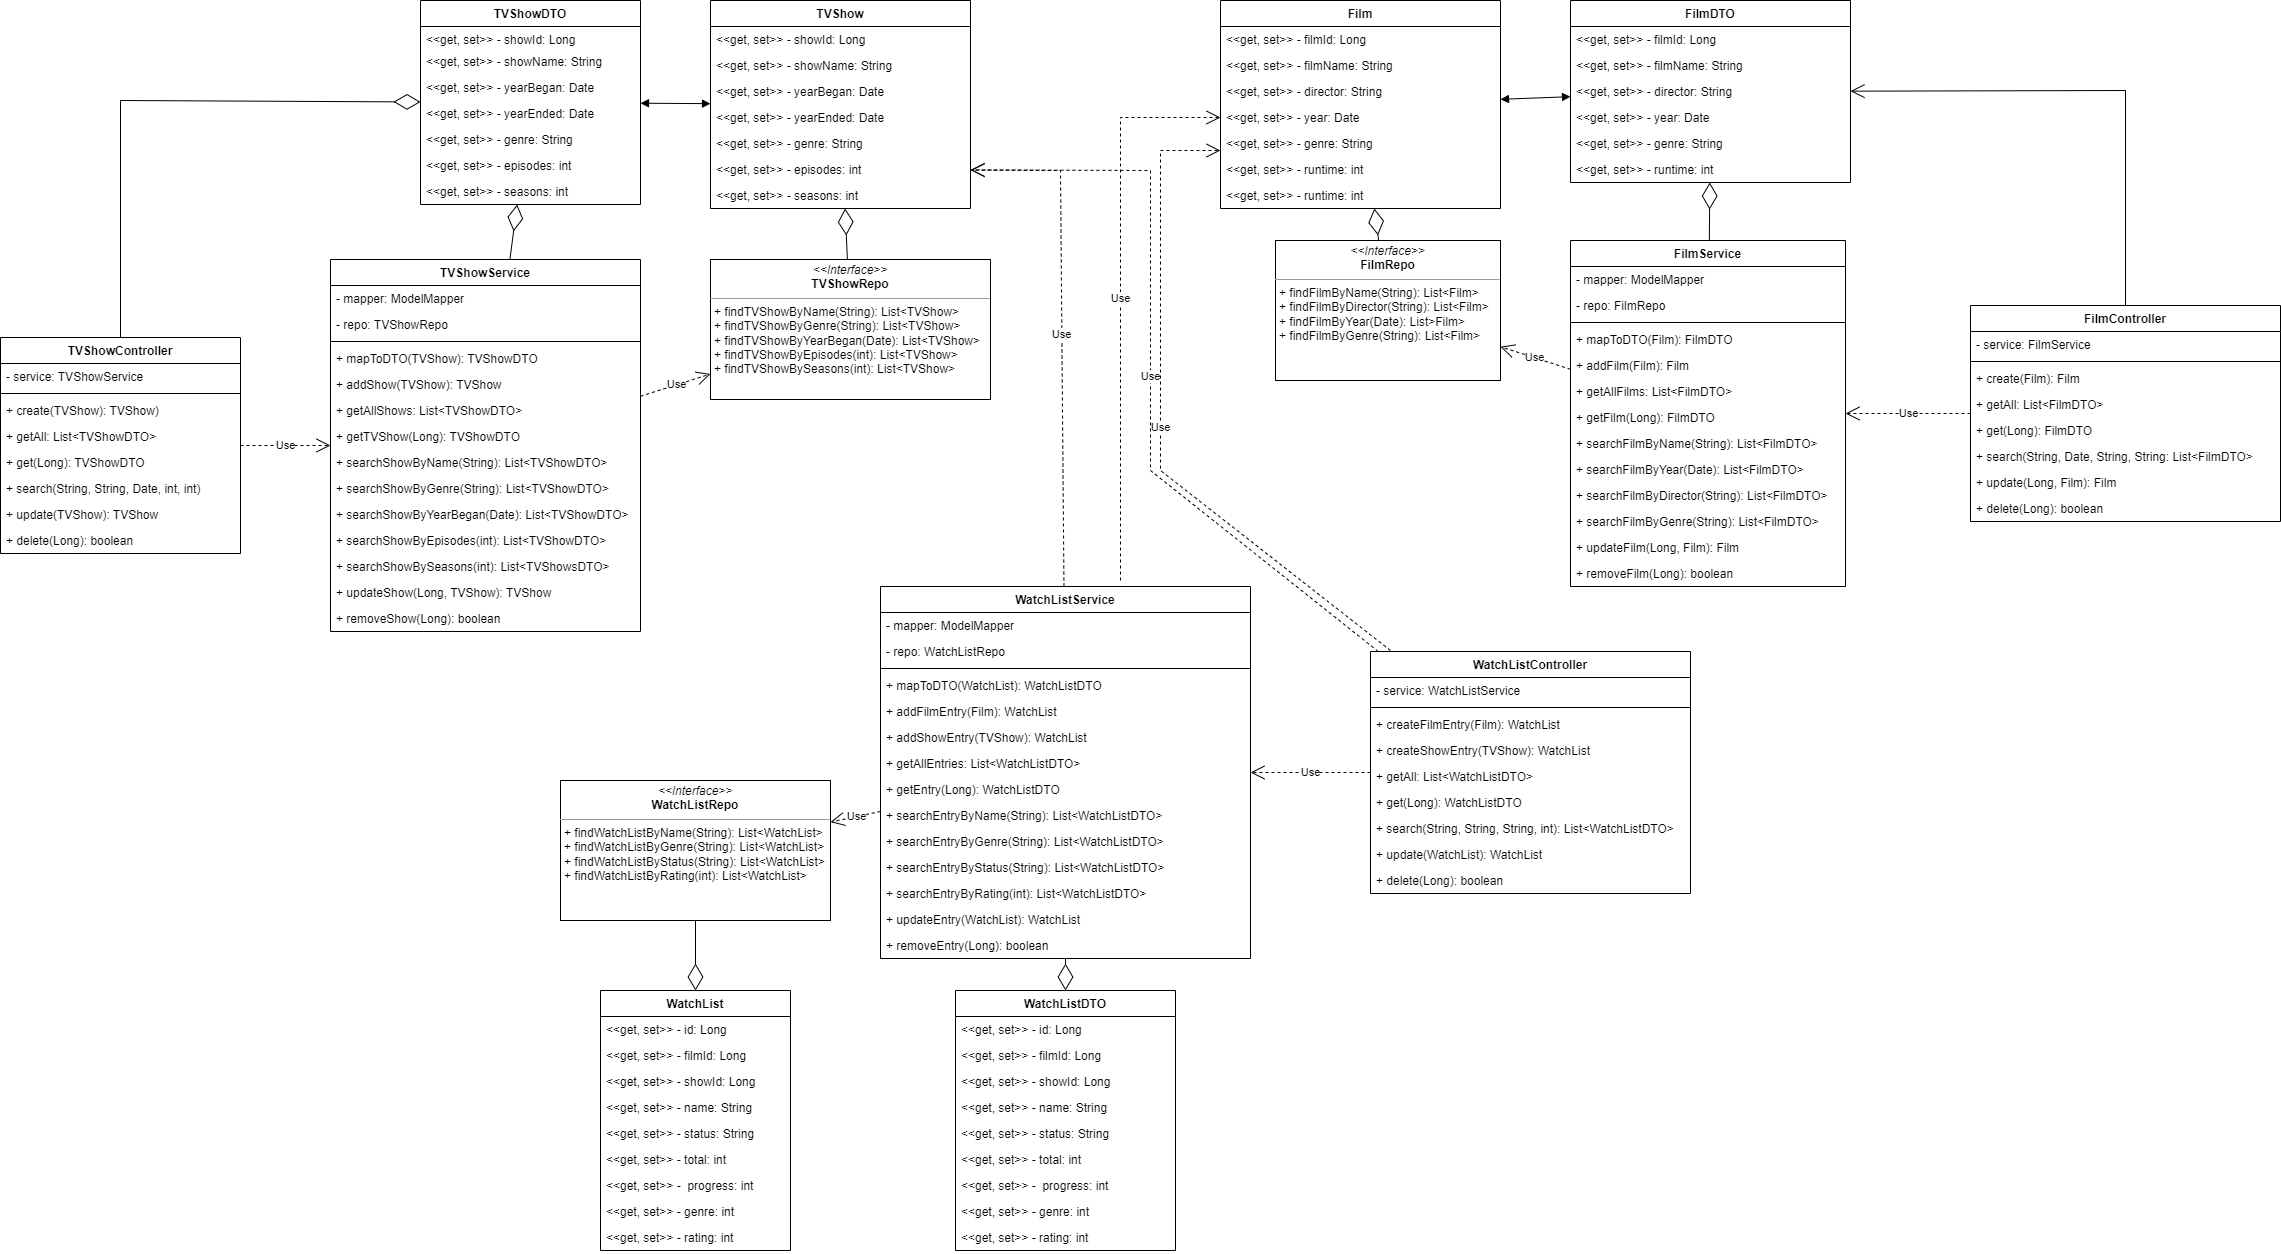 TVShowDTO
<<get, set>> - showId: Long
<<get, set>> - showName: String
<<get, set>> - yearBegan: Date
<<get, set>> - yearEnded: Date
<<get, set>> - genre: String
<<get, set>> - episodes: int
<<get, set>> - seasons: int
TVShow
<<get, set>> - showId: Long
<<get, set>> - showName: String
<<get, set>> - yearBegan: Date
<<get, set>> - yearEnded: Date
<<get, set>> - genre: String
<<get, set>> - episodes: int
<<get, set>> - seasons: int
Film
<<get, set>> - filmId: Long
<<get, set>> - filmName: String
<<get, set>> - director: String
<<get, set>> - year: Date
<<get, set>> - genre: String
<<get, set>> - runtime: int
<<get, set>> - runtime: int
FilmDTO
<<get, set>> - filmId: Long
<<get, set>> - filmName: String
<<get, set>> - director: String
<<get, set>> - year: Date
<<get, set>> - genre: String
<<get, set>> - runtime: int
TVShowController
- service: TVShowService
+ create(TVShow): TVShow)
+ getAll: List<TVShowDTO>
+ get(Long): TVShowDTO
+ search(String, String, Date, int, int)
+ update(TVShow): TVShow
+ delete(Long): boolean
Use
TVShowService
- mapper: ModelMapper
- repo: TVShowRepo
+ mapToDTO(TVShow): TVShowDTO
+ addShow(TVShow): TVShow
+ getAllShows: List<TVShowDTO>
+ getTVShow(Long): TVShowDTO
+ searchShowByName(String): List<TVShowDTO>
+ searchShowByGenre(String): List<TVShowDTO>
+ searchShowByYearBegan(Date): List<TVShowDTO>
+ searchShowByEpisodes(int): List<TVShowDTO>
+ searchShowBySeasons(int): List<TVShowsDTO>
+ updateShow(Long, TVShow): TVShow
+ removeShow(Long): boolean
Use
<<Interface>>
TVShowRepo
+ findTVShowByName(String): List<TVShow>
+ findTVShowByGenre(String): List<TVShow>
+ findTVShowByYearBegan(Date): List<TVShow>
+ findTVShowByEpisodes(int): List<TVShow>
+ findTVShowBySeasons(int): List<TVShow>
Use
Use
Use
Use
<<Interface>>
FilmRepo
+ findFilmByName(String): List<Film>
+ findFilmByDirector(String): List<Film>
+ findFilmByYear(Date): List>Film>
+ findFilmByGenre(String): List<Film>
Use
FilmService
- mapper: ModelMapper
- repo: FilmRepo
+ mapToDTO(Film): FilmDTO
+ addFilm(Film): Film
+ getAllFilms: List<FilmDTO>
+ getFilm(Long): FilmDTO
+ searchFilmByName(String): List<FilmDTO>
+ searchFilmByYear(Date): List<FilmDTO>
+ searchFilmByDirector(String): List<FilmDTO>
+ searchFilmByGenre(String): List<FilmDTO>
+ updateFilm(Long, Film): Film
+ removeFilm(Long): boolean
Use
FilmController
- service: FilmService
+ create(Film): Film
+ getAll: List<FilmDTO>
+ get(Long): FilmDTO
+ search(String, Date, String, String: List<FilmDTO>
+ update(Long, Film): Film
+ delete(Long): boolean
WatchListService
- mapper: ModelMapper
- repo: WatchListRepo
+ mapToDTO(WatchList): WatchListDTO
+ addFilmEntry(Film): WatchList
+ addShowEntry(TVShow): WatchList
+ getAllEntries: List<WatchListDTO>
+ getEntry(Long): WatchListDTO
+ searchEntryByName(String): List<WatchListDTO>
+ searchEntryByGenre(String): List<WatchListDTO>
+ searchEntryByStatus(String): List<WatchListDTO>
+ searchEntryByRating(int): List<WatchListDTO>
+ updateEntry(WatchList): WatchList
+ removeEntry(Long): boolean
Use
WatchListController
- service: WatchListService
+ createFilmEntry(Film): WatchList
+ createShowEntry(TVShow): WatchList
+ getAll: List<WatchListDTO>
+ get(Long): WatchListDTO
+ search(String, String, String, int): List<WatchListDTO>
+ update(WatchList): WatchList
+ delete(Long): boolean
<<Interface>>
WatchListRepo
+ findWatchListByName(String): List<WatchList>
+ findWatchListByGenre(String): List<WatchList>
+ findWatchListByStatus(String): List<WatchList>
+ findWatchListByRating(int): List<WatchList>
Use
WatchList
<<get, set>> - id: Long
<<get, set>> - filmId: Long
<<get, set>> - showId: Long
<<get, set>> - name: String
<<get, set>> - status: String
<<get, set>> - total: int
<<get, set>> -  progress: int
<<get, set>> - genre: int
<<get, set>> - rating: int
WatchListDTO
<<get, set>> - id: Long
<<get, set>> - filmId: Long
<<get, set>> - showId: Long
<<get, set>> - name: String
<<get, set>> - status: String
<<get, set>> - total: int
<<get, set>> -  progress: int
<<get, set>> - genre: int
<<get, set>> - rating: int